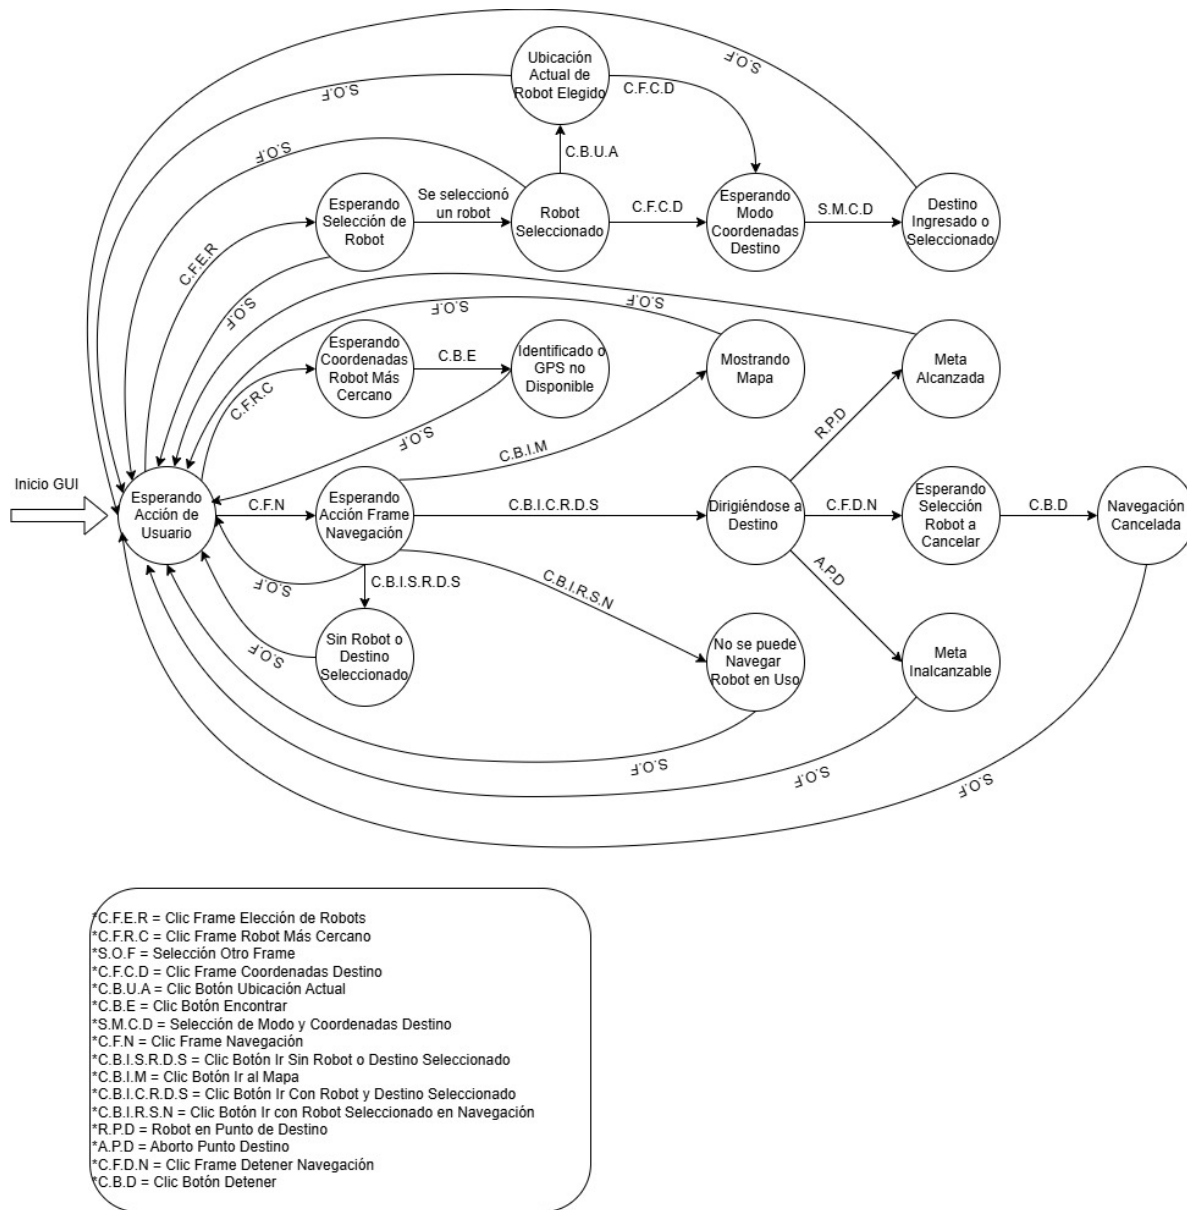 S.O.F
Ubicación
Actual de
Robot Elegido
S.O.F
C.F.C.D
S.O.F
C.B.U.A
Esperando
Selección de
Robot
Se seleccionó
un robot
Robot
Seleccionado
C.F.C.D
Esperando
Modo
Coordenadas
Destino
S.M.C.D
Destino
Ingresado o
Seleccionado
C.F.E.R
S.O.F
S.O.F
S.O.F
Esperando
Coordenadas
Robot Más
Cercano
C.B.E
Identificado o
GPS no
Disponible
Mostrando
Mapa
Meta
Alcanzada
C.F.R.C
S.O.F
C.B.I.M
R.P.D
Inicio GUI
Esperando
Acción de
Usuario
C.F.N
Esperando
Acción Frame
Navegación
C.B.I.C.R.D.S
Dirigiéndose a
Destino
C.F.D.N
Esperando
Selección
Robot a
Cancelar
C.B.D
Navegación
Cancelada
S.O.F
C.B.I.S.R.D.S
C.B.I.R.S.N
A.P.D
Sin Robot o
Destino
Seleccionado
S.O.F
No se puede
Navegar
Robot en Uso
Meta
Inalcanzable
S.O.F
S.O.F
S.O.F
*C.F.E.R = Clic Frame Elección de Robots
*C.F.R.C = Clic Frame Robot Más Cercano
*S.O.F = Selección Otro Frame
*C.F.C.D = Clic Frame Coordenadas Destino
*C.B.U.A = Clic Botón Ubicación Actual
*C.B.E = Clic Botón Encontrar
*S.M.C.D = Selección de Modo y Coordenadas Destino
*C.F.N = Clic Frame Navegación
*C.B.I.S.R.D.S = Clic Botón Ir Sin Robot o Destino Seleccionado
*C.B.I.M = Clic Botón Ir al Mapa
*C.B.I.C.R.D.S = Clic Botón Ir Con Robot y Destino Seleccionado
*C.B.I.R.S.N = Clic Botón Ir con Robot Seleccionado en Navegación
*R.P.D = Robot en Punto de Destino
*A.P.D = Aborto Punto Destino
*C.F.D.N = Clic Frame Detener Navegación
*C.B.D = Clic Botón Detener